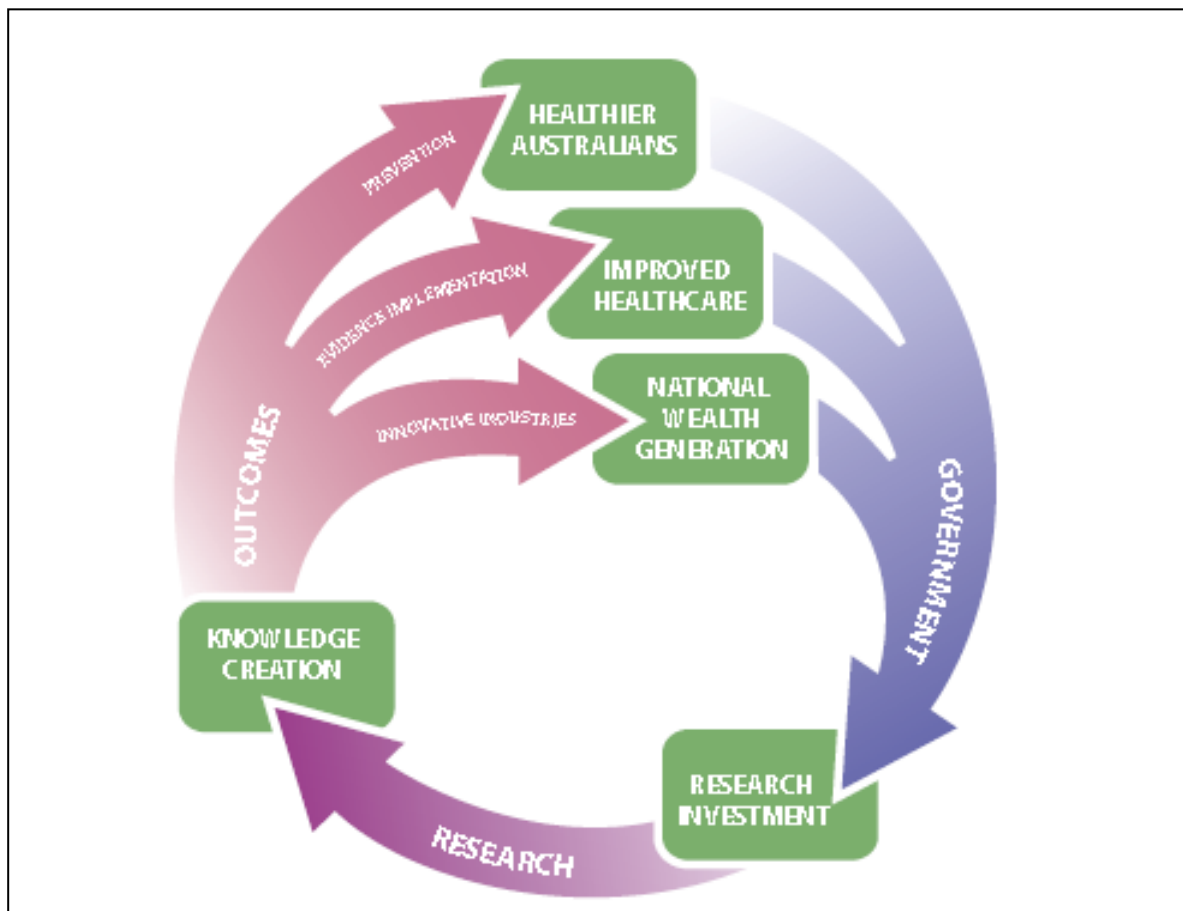 HEALTHIER
AUSTRALIANS
PREVENTION
IMPROVED
HEALTHCARE
EVIDENCE IMPLEMENTATION
NATIONAL
WEALTH
GENERATION
INNOVATIVE INDUSTRIES
OUTCOMES
GOVERNMENT
KNOWLEDGE
CREATION
RESEARCH
INVESTMENT
RESEARCH